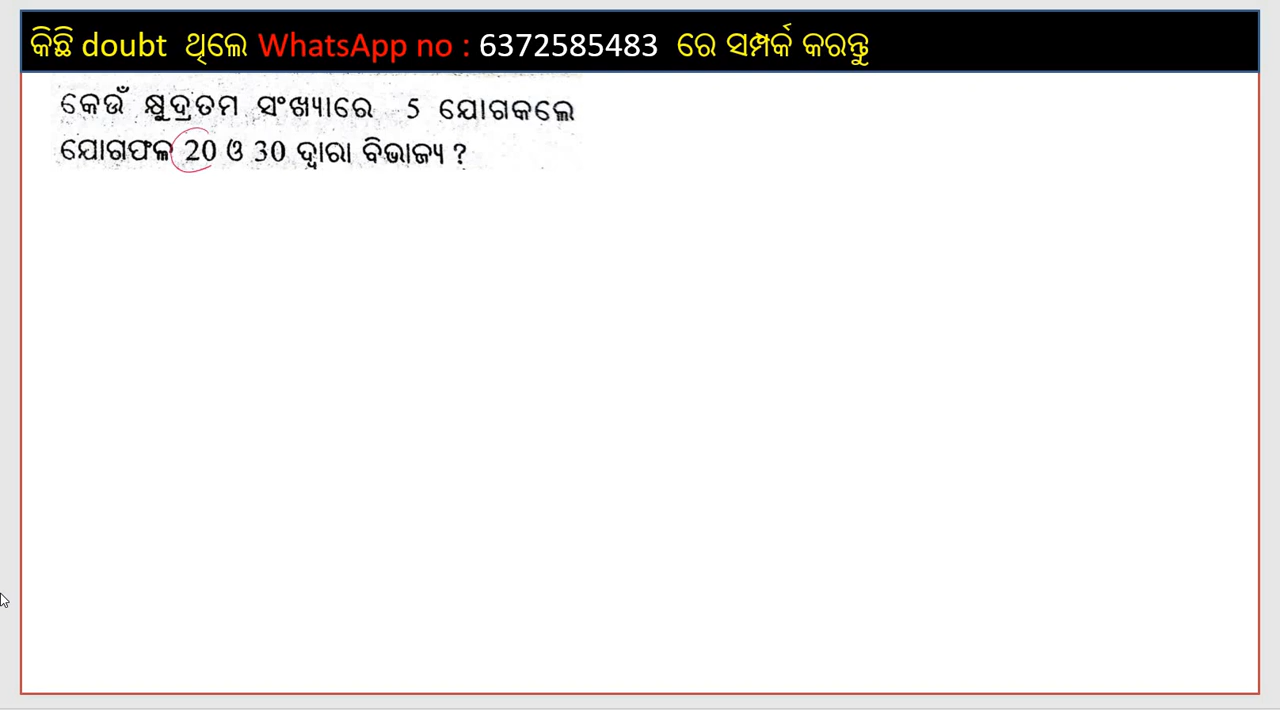 କିଛି doubt ଥିଲେ WhatsApp no : 6372585483 ରେ ସମ୍ପର୍କ କରନ୍ତୁ
କେଉଁ କ୍ଷୁଦ୍ରତମ ସଂଖ୍ୟାରେ 5 ଯୋଗକଲେ
ଯୋଗଫଳ 20 ଓ 30 ଦ୍ୱାରା ବିଭାଜ୍ୟ ?